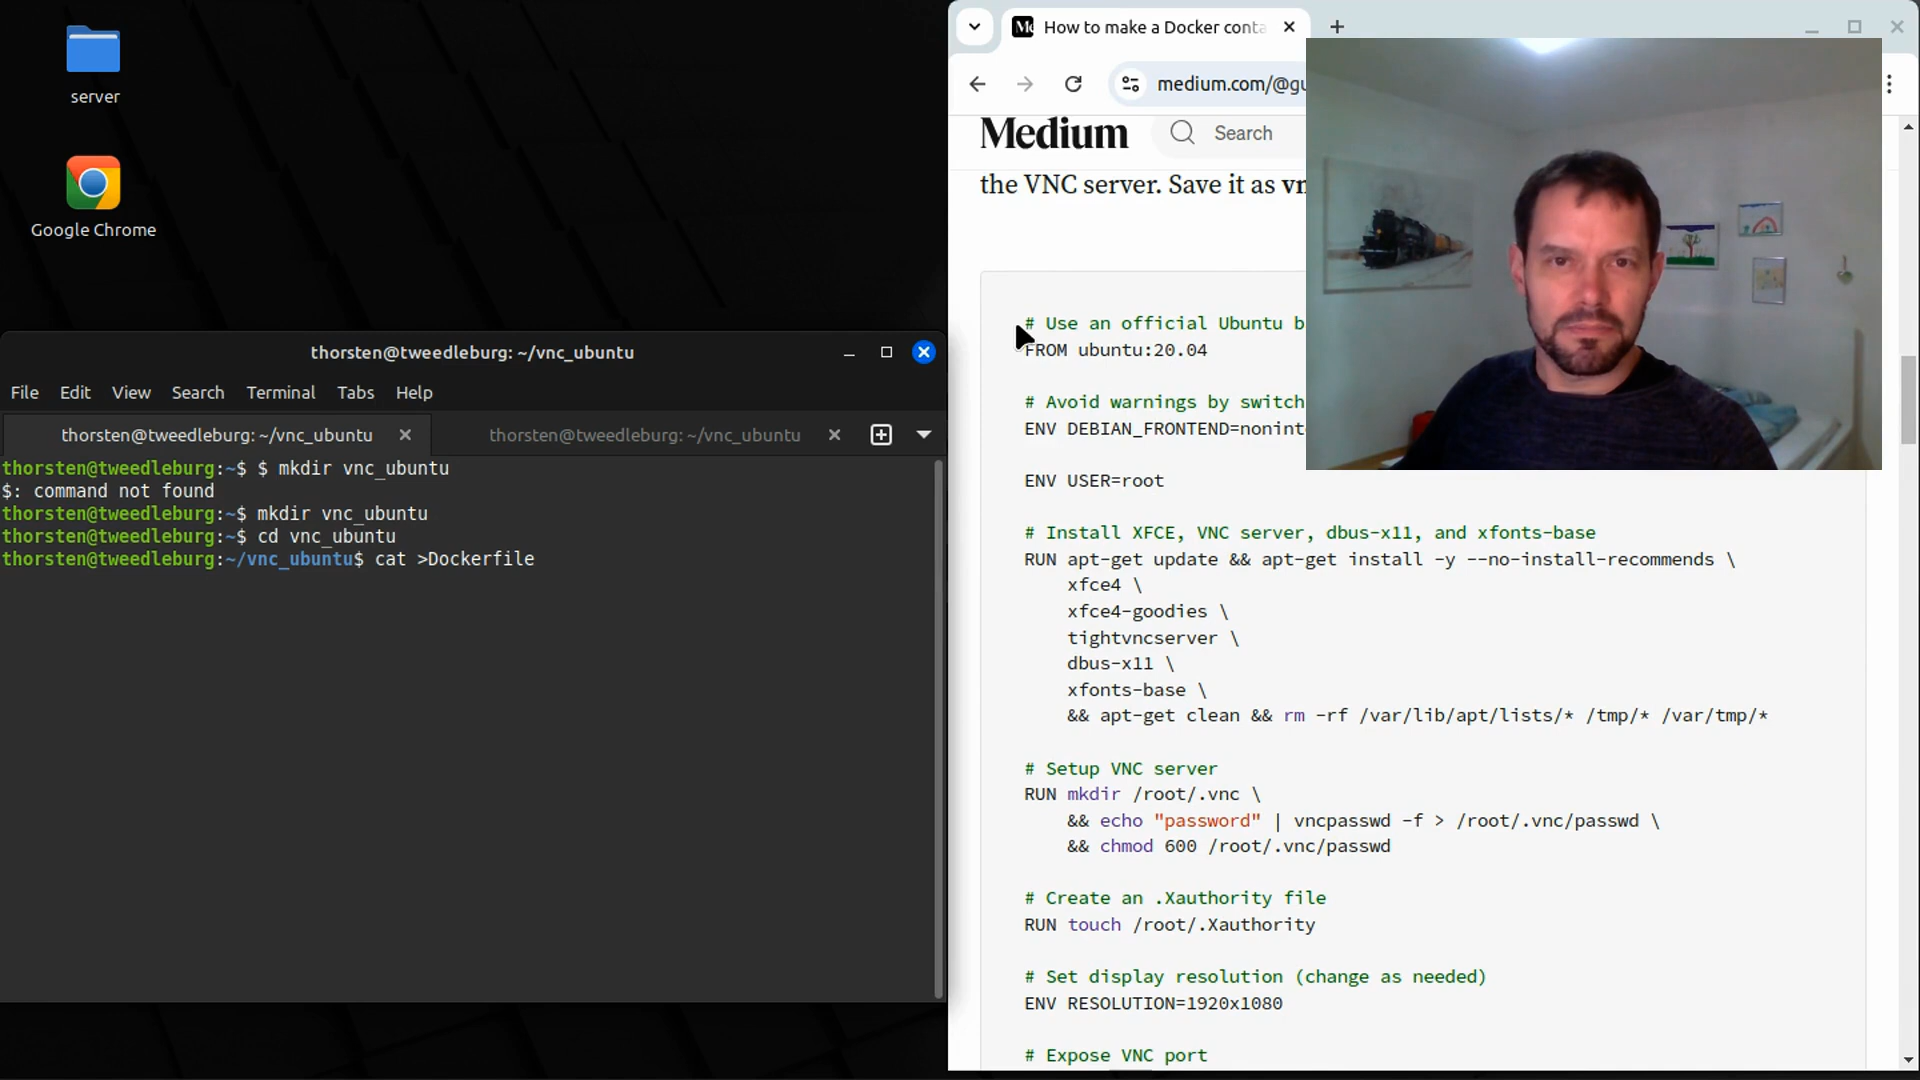 server
Google Chrome
thorsten@tweedleburg: ~/vnc_ubuntu
File Edit View Search Terminal Tabs Help
thorsten@tweedleburg: ~/vnc_ubuntu
thorsten@tweedleburg: ~/vnc_ubuntu
thorsten@tweedleburg:~$ $ mkdir vnc_ubuntu
$: command not found
thorsten@tweedleburg:~$ mkdir vnc_ubuntu
thorsten@tweedleburg:~$ cd vnc_ubuntu
thorsten@tweedleburg:~/vnc_ubuntu$ cat >Dockerfile
How to make a Docker conta
medium.com/@gu
Medium
Search
the VNC server. Save it as vn
# Use an official Ubuntu b
FROM ubuntu:20.04
# Avoid warnings by switch
ENV DEBIAN_FRONTEND=nonint
ENV USER=root
# Install XFCE, VNC server, dbus-x11, and xfonts-base
RUN apt-get update && apt-get install -y --no-install-recommends \
xfce4 \
xfce4-goodies \
tightvncserver \
dbus-x11 \
xfonts-base \
&& apt-get clean && rm -rf /var/lib/apt/lists/* /tmp/* /var/tmp/*
# Setup VNC server
RUN mkdir /root/.vnc \
&& echo "password" | vncpasswd -f > /root/.vnc/passwd \
&& chmod 600 /root/.vnc/passwd
# Create an .Xauthority file
RUN touch /root/.Xauthority
# Set display resolution (change as needed)
ENV RESOLUTION=1920x1080
# Expose VNC port